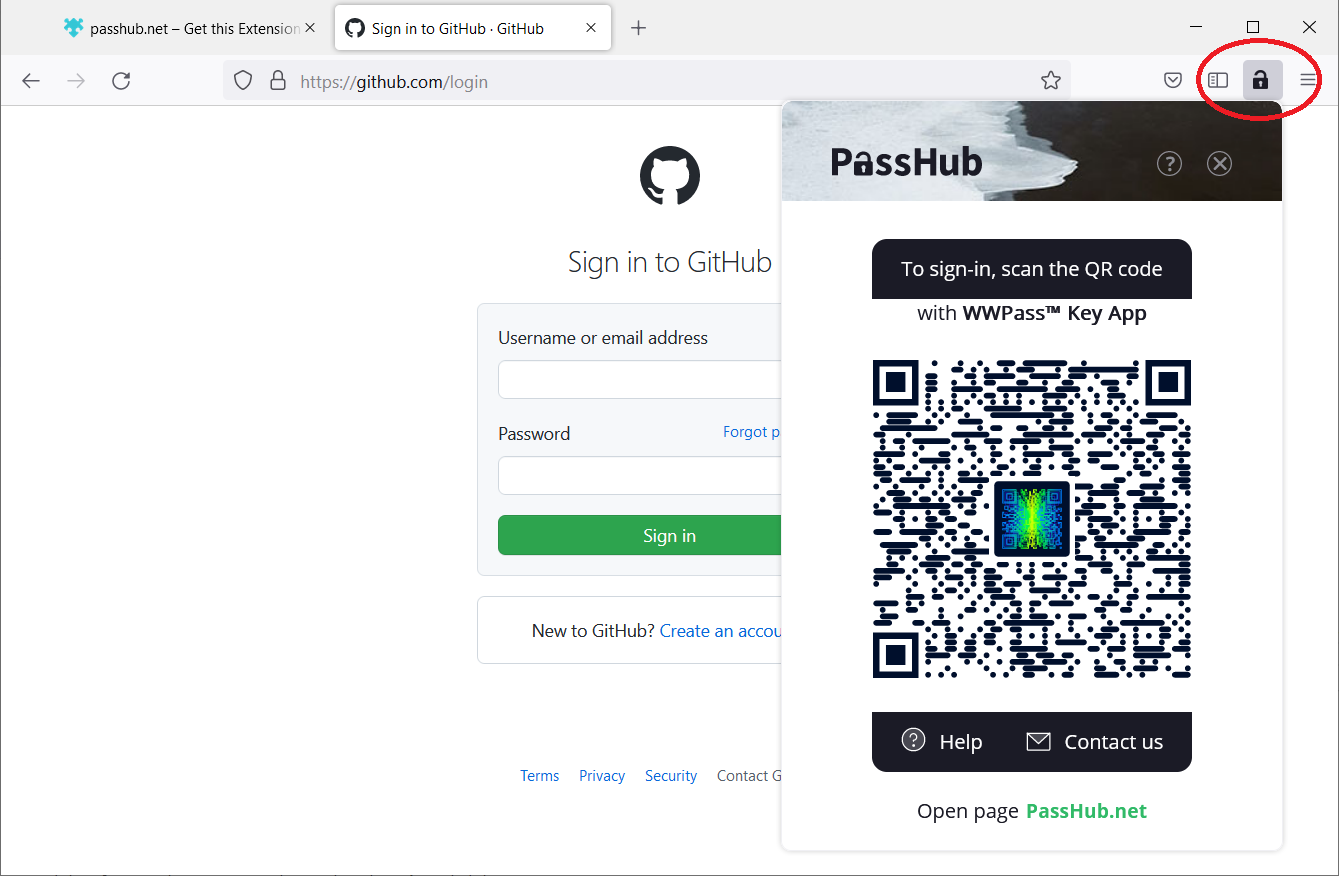 passhub.net – Get this Extension
Sign in to GitHub · GitHub
https://github.com/login
PassHub
Sign in to GitHub
To sign-in, scan the QR code
with WWPass™ Key App
Username or email address
Password
Forgot p
Sign in
New to GitHub? Create an accou
Terms Privacy Security Contact G
Help
Contact us
Open page PassHub.net